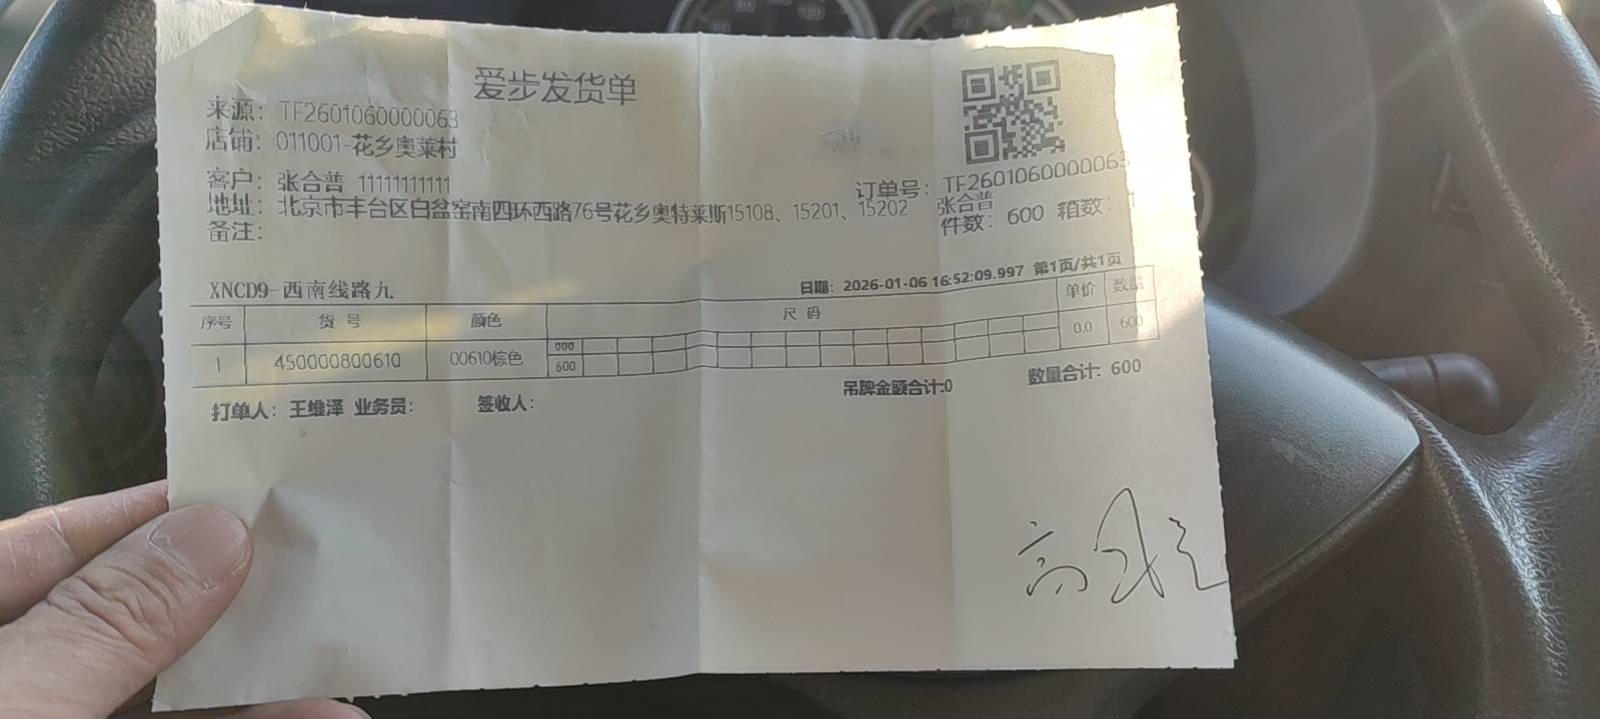 爱步发货单
来源：TF2601060000063
店铺：011001-花乡奥莱村
客户：张合普 11111111111
订单号：TF2601060000063
地址：北京市丰台区白盆窑南四环西路76号花乡奥特莱斯15108、15201、15202
张合普
备注：
件数：600 箱数：
XNCD9-西南线路九
日期：2026-01-06 16:52:09.997 第1页/共1页
序号 货号 颜色 尺码 单价 数量
000
1 450000800610 00610棕色 600 0.0 600
打单人：王维泽 业务员： 签收人： 吊牌金额合计:0 数量合计: 600